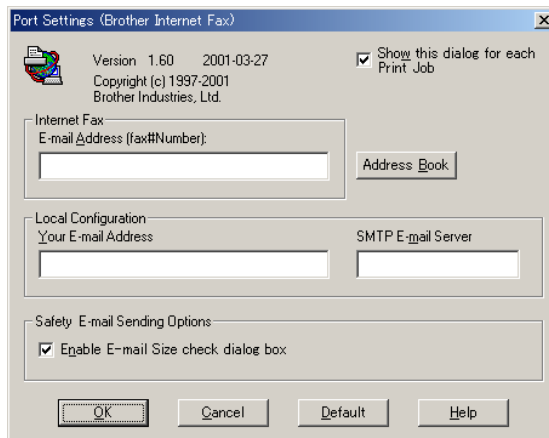 Port Settings (Brother Internet Fax)
Version 1.60 2001-03-27
Copyright (c) 1997-2001
Brother Industries, Ltd.
Show this dialog for each
Print Job
Internet Fax
E-mail Address (fax#Number):
Address Book
Local Configuration
Your E-mail Address
SMTP E-mail Server
Safety E-mail Sending Options
Enable E-mail Size check dialog box
OK
Cancel
Default
Help